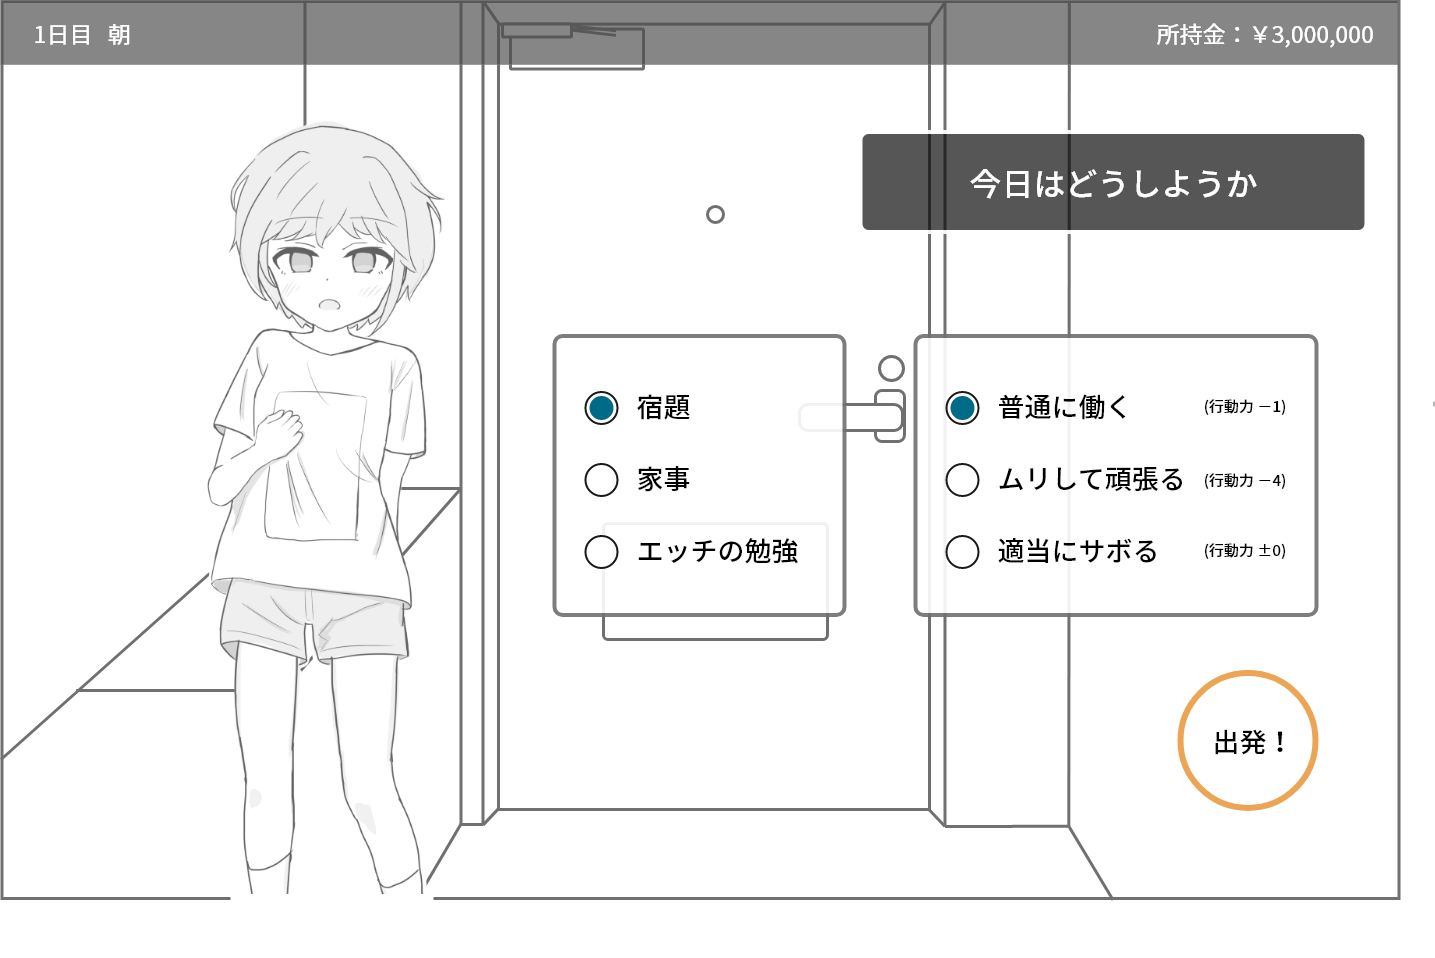 1日目 朝
所持金：￥3,000,000
今日はどうしようか
宿題
家事
エッチの勉強
普通に働く (行動力 －1)
ムリして頑張る (行動力 －4)
適当にサボる (行動力 ±0)
出発！